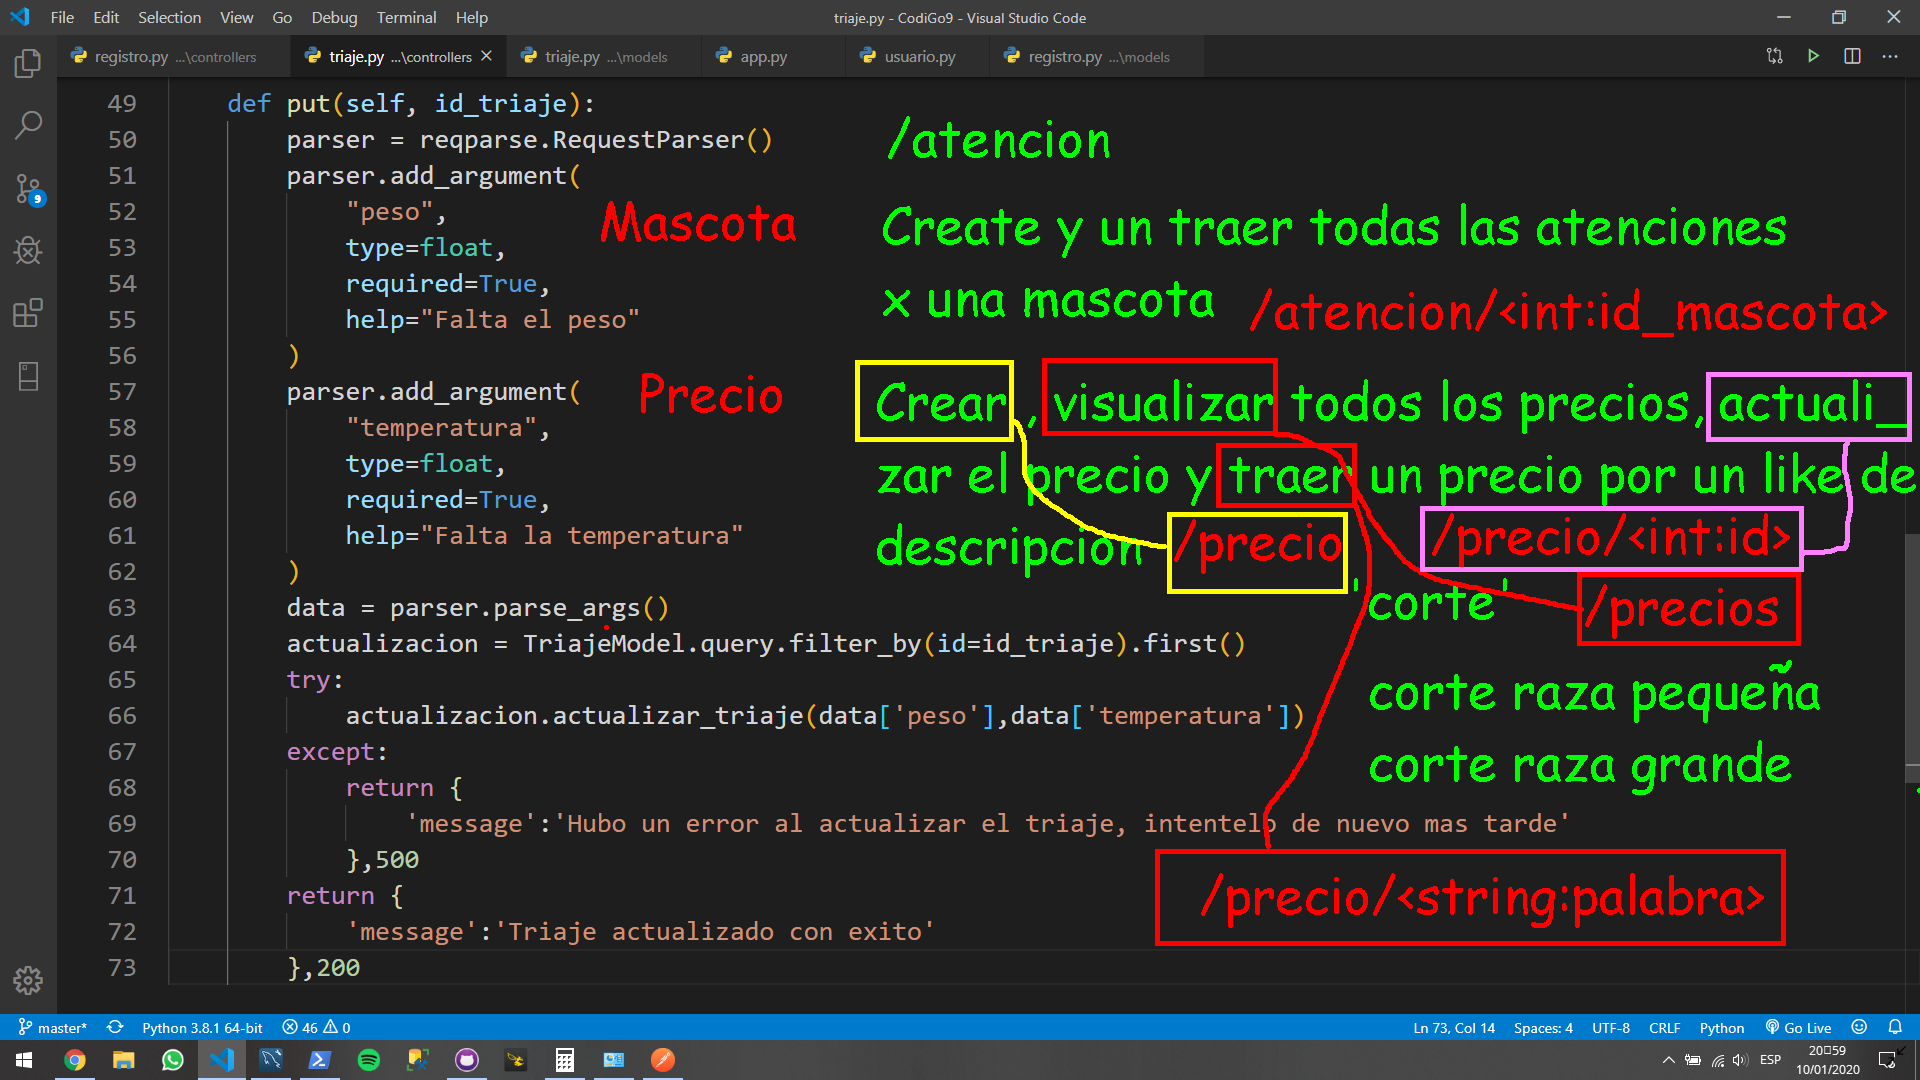 File Edit Selection View Go Debug Terminal Help
triaje.py - CodiGo9 - Visual Studio Code
registro.py ...\controllers
triaje.py ...\controllers
triaje.py ...\models
app.py
usuario.py
registro.py ...\models
49 def put(self, id_triaje):
50 parser = reqparse.RequestParser()
51 parser.add_argument(
52 "peso",
53 type=float,
54 required=True,
55 help="Falta el peso"
56 )
57 parser.add_argument(
58 "temperatura",
59 type=float,
60 required=True,
61 help="Falta la temperatura"
62 )
63 data = parser.parse_args()
64 actualizacion = TriajeModel.query.filter_by(id=id_triaje).first()
65 try:
66 actualizacion.actualizar_triaje(data['peso'],data['temperatura'])
67 except:
68 return {
69 'message':'Hubo un error al actualizar el triaje, intentelo de nuevo mas tarde'
70 },500
71 return {
72 'message':'Triaje actualizado con exito'
73 },200
/atencion
Mascota
Create y un traer todas las atenciones
x una mascota /atencion/<int:id_mascota>
Precio
Crear, visualizar todos los precios, actuali_
zar el precio y traer un precio por un like de
descripcion /precio /precio/<int:id>
'corte' /precios
corte raza pequeña
corte raza grande
/precio/<string:palabra>
9
master* Python 3.8.1 64-bit 46 0
Ln 73, Col 14 Spaces: 4 UTF-8 CRLF Python Go Live
ESP
20:59
10/01/2020